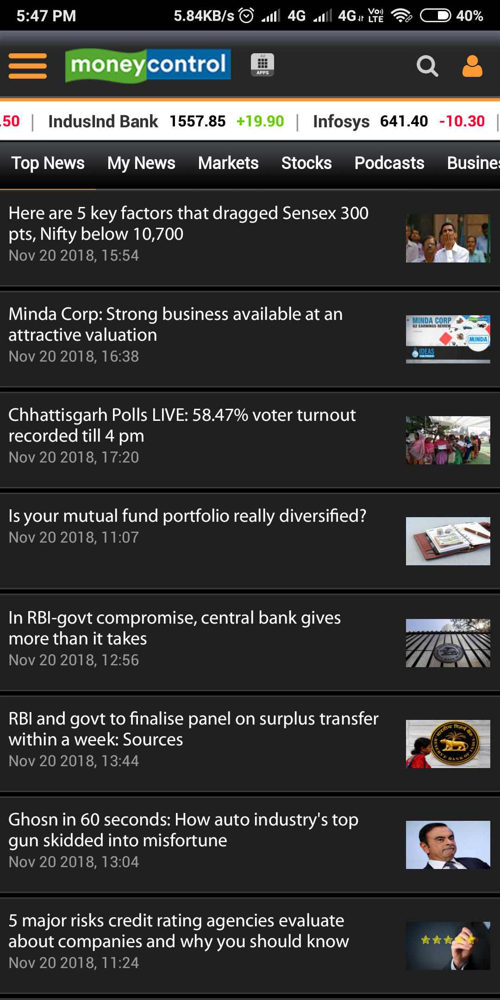 5:47 PM 5.84KB/s 4G 4G VoLTE 40%
moneycontrol Ad APPS
.50 | IndusInd Bank 1557.85 +19.90 | Infosys 641.40 -10.30 |
Top News My News Markets Stocks Podcasts Busines
Here are 5 key factors that dragged Sensex 300
pts, Nifty below 10,700
Nov 20 2018, 15:54
Minda Corp: Strong business available at an
attractive valuation
Nov 20 2018, 16:38
MINDA CORP
moneycontrol
Q2 EARNINGS REVIEW
MINDA
IDEAS
FOR PROFIT
Chhattisgarh Polls LIVE: 58.47% voter turnout
recorded till 4 pm
Nov 20 2018, 17:20
Is your mutual fund portfolio really diversified?
Nov 20 2018, 11:07
In RBI-govt compromise, central bank gives
more than it takes
Nov 20 2018, 12:56
RBI and govt to finalise panel on surplus transfer
within a week: Sources
Nov 20 2018, 13:44
भारतीय रिज़र्व बैंक
RESERVE BANK OF INDIA
Ghosn in 60 seconds: How auto industry's top
gun skidded into misfortune
Nov 20 2018, 13:04
5 major risks credit rating agencies evaluate
about companies and why you should know
Nov 20 2018, 11:24